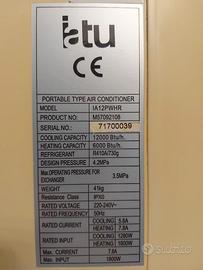 iatu
CE
PORTABLE TYPE AIR CONDITIONER
MODEL IA12PWHR
PRODUCT NO: M57092108
SERIAL NO: 71700039
COOLING CAPACITY 12000 Btu/h.
HEATING CAPACITY 6000 Btu/h.
REFRIGERANT R410A/730g
DESIGN PRESSURE 4.2MPa
Max.OPERATING PRESSURE FOR
EXCHANGER 3.5MPa
WEIGHT 41kg
Resistance Class IPX0
RATED VOLTAGE 220-240V~
RATED FREQUENCY 50Hz
RATED CURRENT COOLING 5.8A
HEATING 7.8A
RATED INPUT COOLING 1280W
HEATING 1800W
MAX CURRENT 7.8A
MAX INPUT 1800W
subito